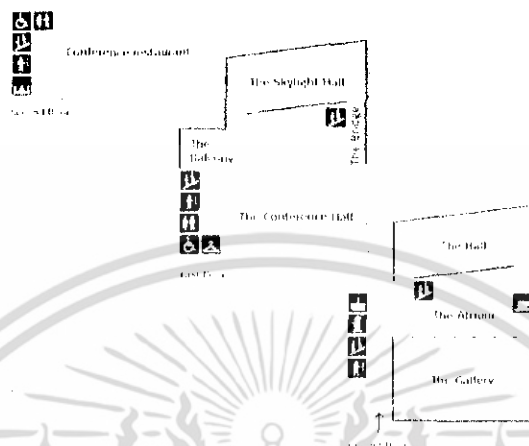 Conference restaurant
The Skylight Hall
The Bridge
The
Balcony
The Conference Hall
The Hall
The Atrium
The Gallery